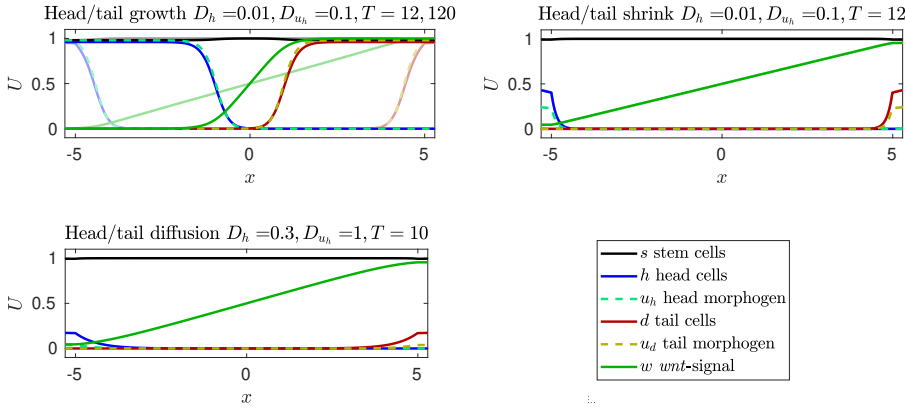 Head/tail growth D_h =0.01, D_{u_h} =0.1, T = 12, 120
1
0.5
0
U
-5 0 5
x
Head/tail shrink D_h =0.01, D_{u_h} =0.1, T = 12
1
0.5
0
U
-5 0 5
x
Head/tail diffusion D_h =0.3, D_{u_h} =1, T = 10
1
0.5
0
U
-5 0 5
x
s stem cells
h head cells
u_h head morphogen
d tail cells
u_d tail morphogen
w wnt-signal